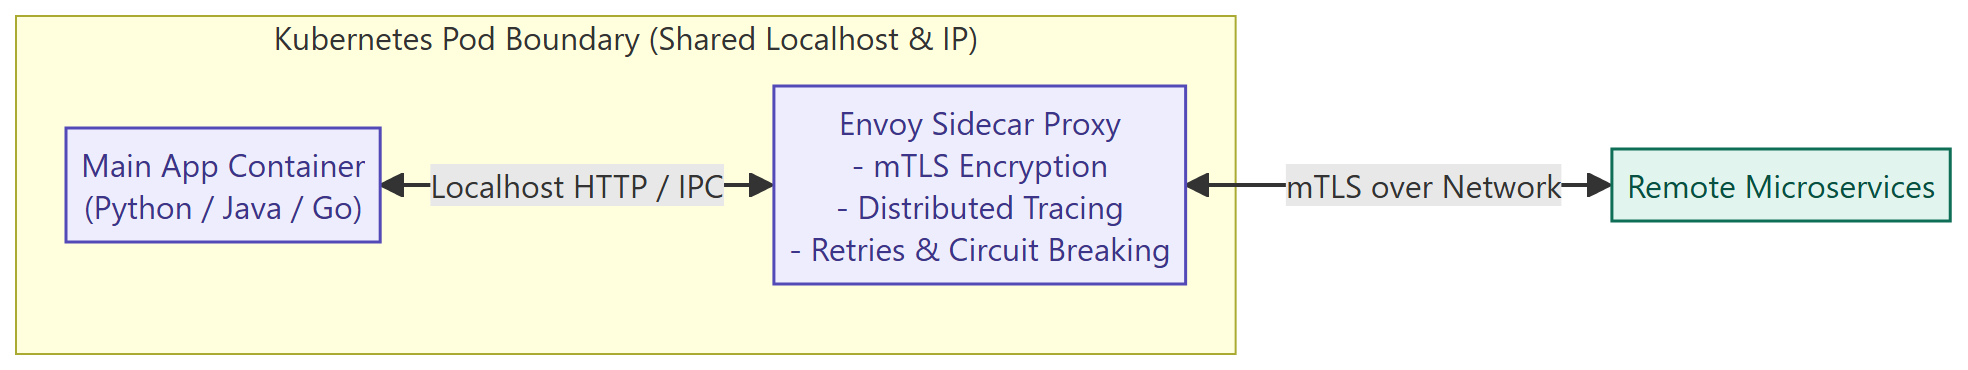 Kubernetes Pod Boundary (Shared Localhost & IP)
Main App Container
(Python / Java / Go)
Localhost HTTP / IPC
Envoy Sidecar Proxy
- mTLS Encryption
- Distributed Tracing
- Retries & Circuit Breaking
mTLS over Network
Remote Microservices